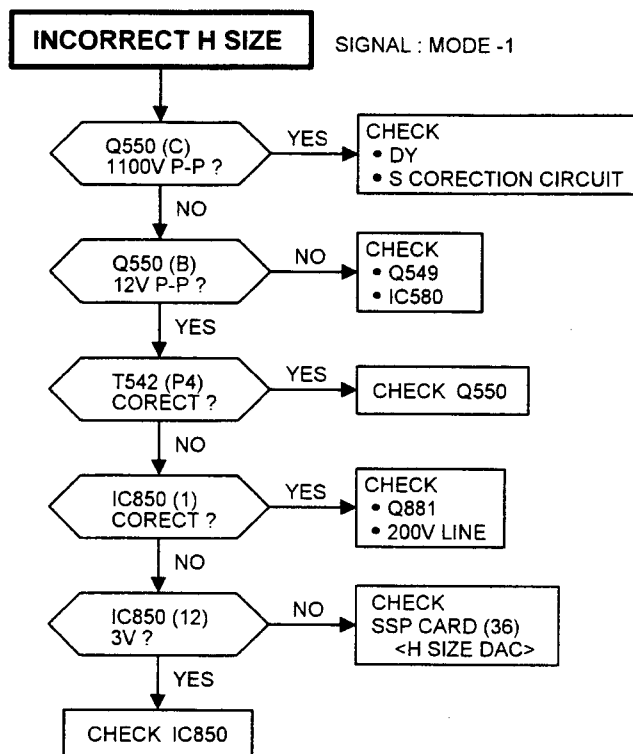 INCORRECT H SIZE
SIGNAL : MODE -1
Q550 (C)
1100V P-P ?
YES
CHECK
• DY
• S CORECTION CIRCUIT
NO
Q550 (B)
12V P-P ?
NO
CHECK
• Q549
• IC580
YES
T542 (P4)
CORECT ?
YES
CHECK Q550
NO
IC850 (1)
CORECT ?
YES
CHECK
• Q881
• 200V LINE
NO
IC850 (12)
3V ?
NO
CHECK
SSP CARD (36)
<H SIZE DAC>
YES
CHECK IC850